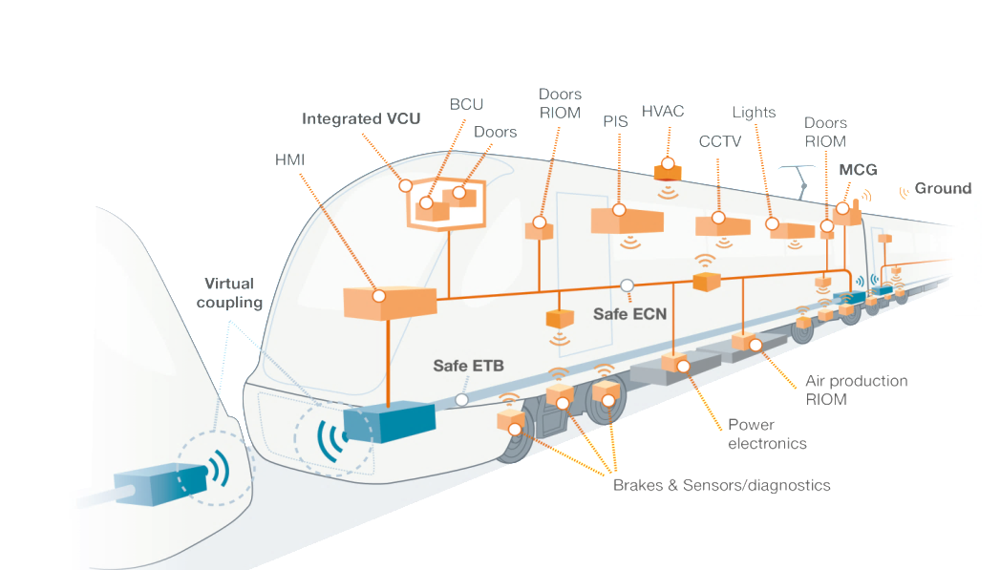 Doors
RIOM
BCU
Integrated VCU
Doors
PIS
HVAC
Lights
CCTV
Doors
RIOM
HMI
MCG
Ground
Virtual
coupling
Safe ECN
Safe ETB
Air production
RIOM
Power
electronics
Brakes & Sensors/diagnostics